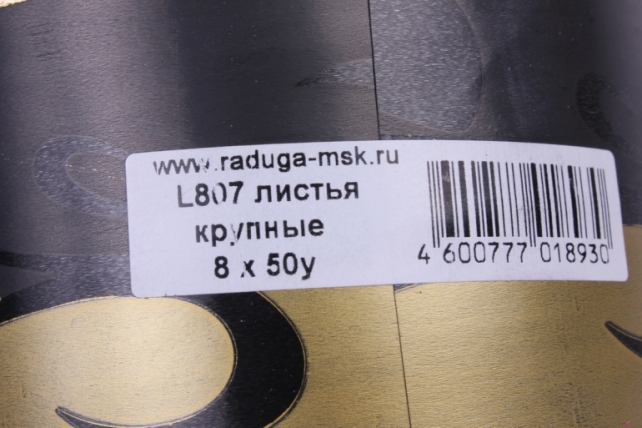 www.raduga-msk.ru
L807 листья
крупные
8 x 50y
4 600777 018930